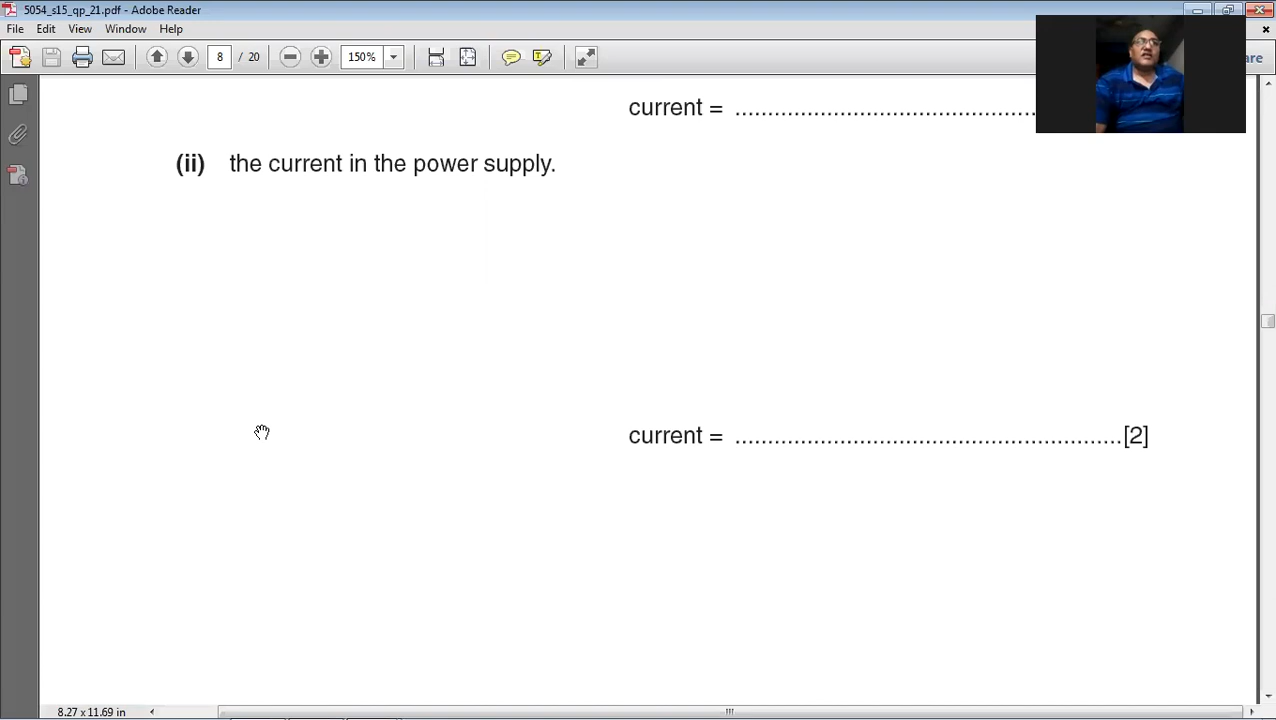 5054_s15_qp_21.pdf - Adobe Reader
File Edit View Window Help
8 / 20 150%
current = ..............................................
(ii) the current in the power supply.
current = ...........................................................[2]
8.27 x 11.69 in